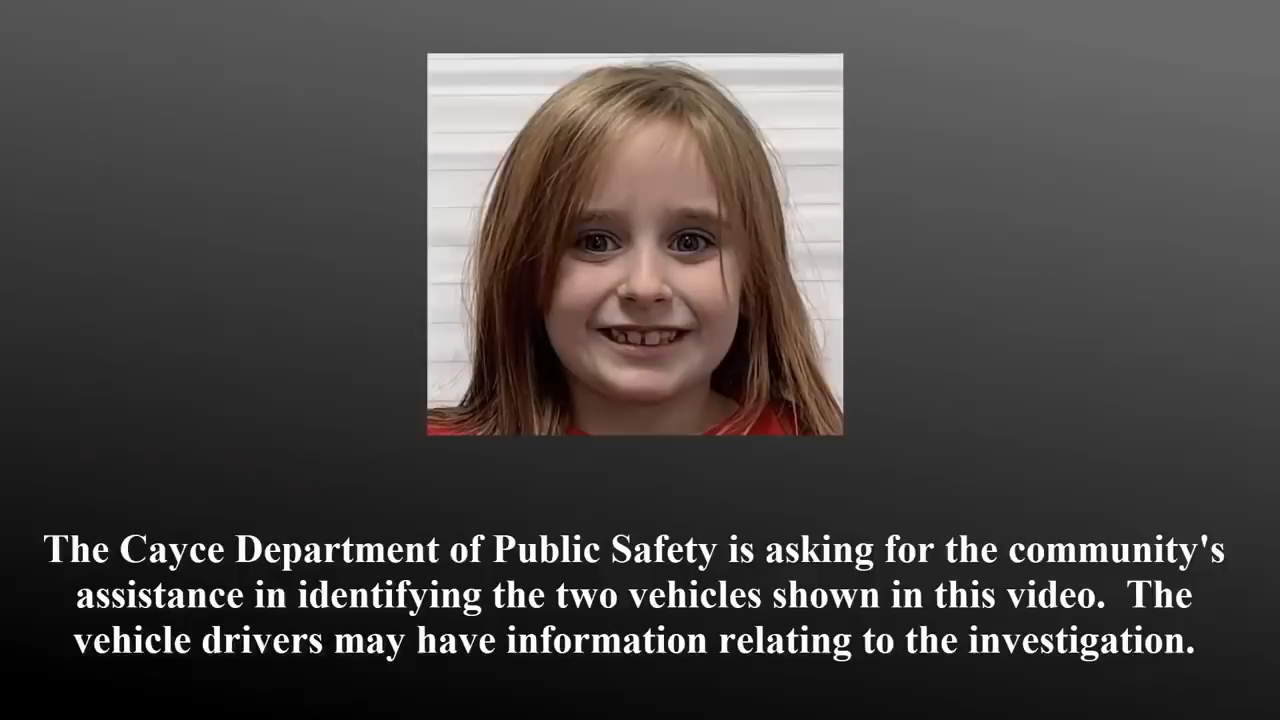 The Cayce Department of Public Safety is asking for the community's
assistance in identifying the two vehicles shown in this video.  The
vehicle drivers may have information relating to the investigation.